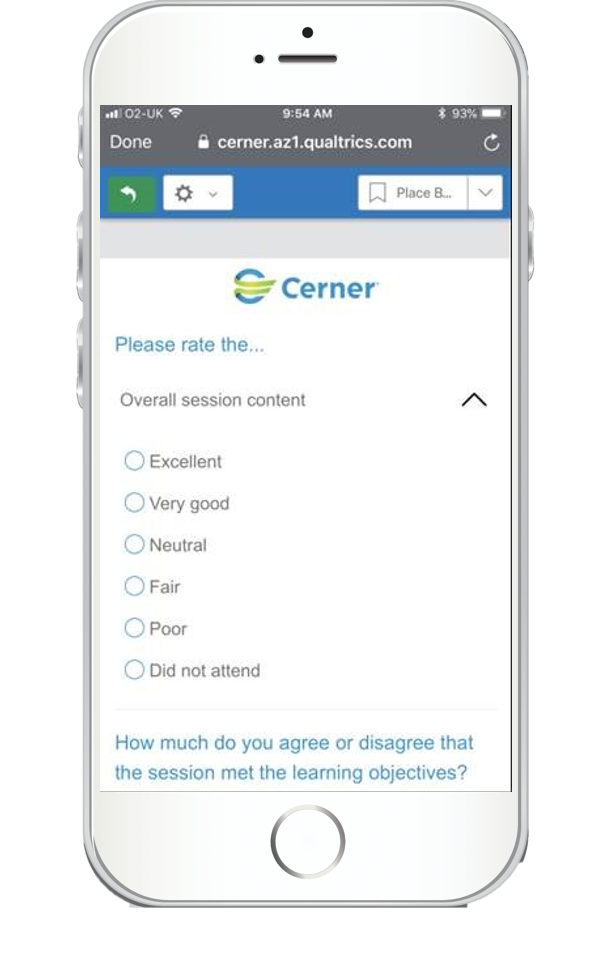 O2-UK 9:54 AM 93%
Done cerner.az1.qualtrics.com
Place B...
Cerner
Please rate the...
Overall session content
Excellent
Very good
Neutral
Fair
Poor
Did not attend
How much do you agree or disagree that
the session met the learning objectives?